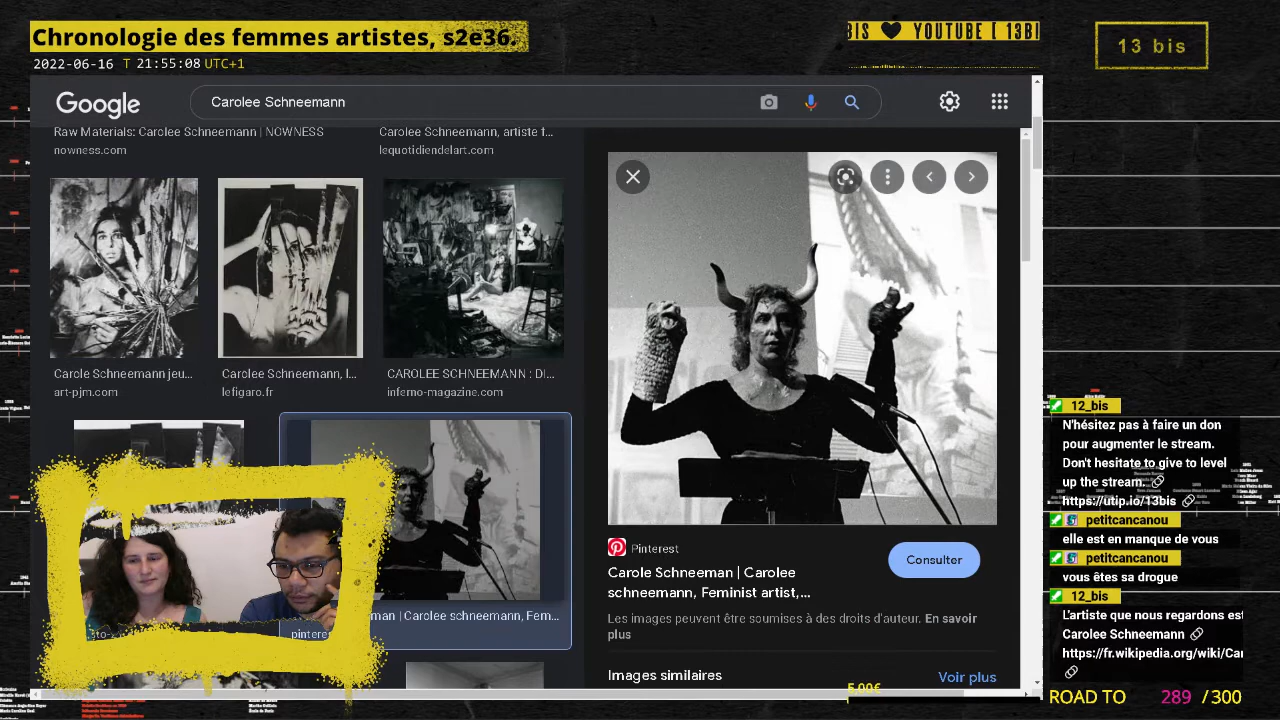 Chronologie des femmes artistes, s2e36.
2022-06-16 T 21:55:08 UTC+1
BIS ♥ YOUTUBE [ 13BI
13 bis
Google
Carolee Schneemann
Raw Materials: Carolee Schneemann | NOWNESS
nowness.com
Carolee Schneemann, artiste f...
lequotidiendelart.com
Carole Schneemann jeu...
art-pjm.com
Carolee Schneemann, l...
lefigaro.fr
CAROLEE SCHNEEMANN : DI...
inferno-magazine.com
man | Carolee schneemann, Fem...
pintere
Pinterest
Consulter
Carole Schneeman | Carolee
schneemann, Feminist artist,...
Les images peuvent être soumises à des droits d'auteur. En savoir
plus
Images similaires
Voir plus
12_bis
N'hésitez pas à faire un don
pour augmenter le stream.
Don't hesitate to give to level
up the stream.
https://utip.io/13bis
petitcancanou
elle est en manque de vous
petitcancanou
vous êtes sa drogue
12_bis
L'artiste que nous regardons est
Carolee Schneemann
https://fr.wikipedia.org/wiki/Car
5,00€
ROAD TO 289 / 300